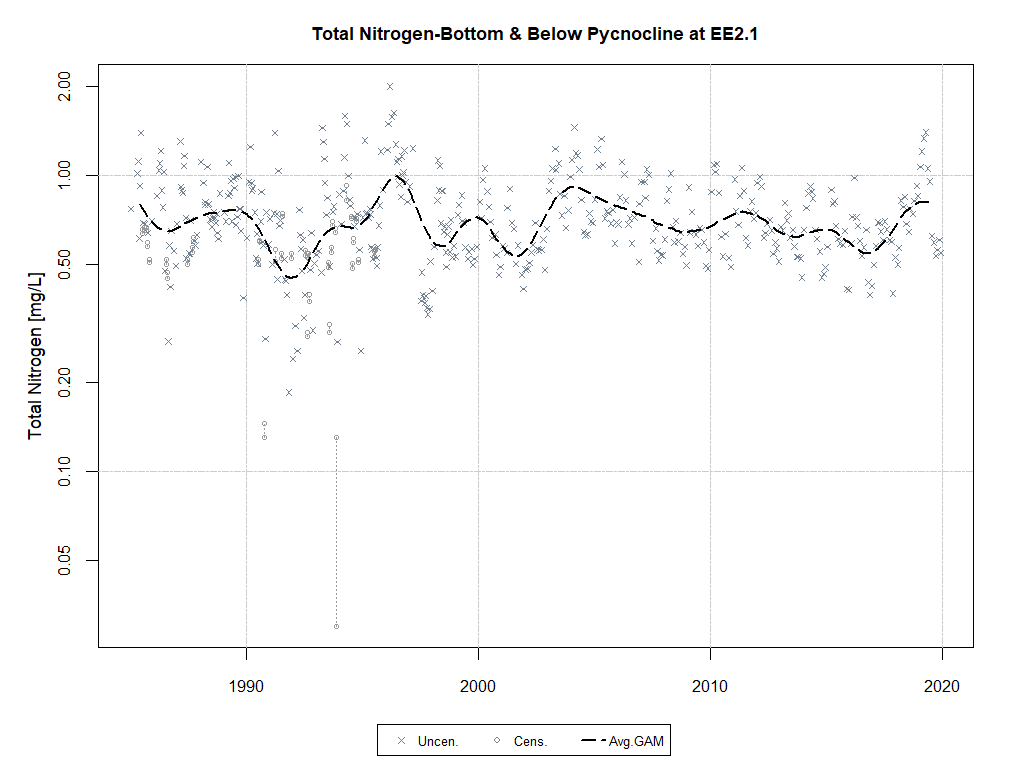 Total Nitrogen-Bottom & Below Pycnocline at EE2.1
Total Nitrogen [mg/L]
2.00
1.00
0.50
0.20
0.10
0.05
1990
2000
2010
2020
Uncen.
Cens.
Avg.GAM